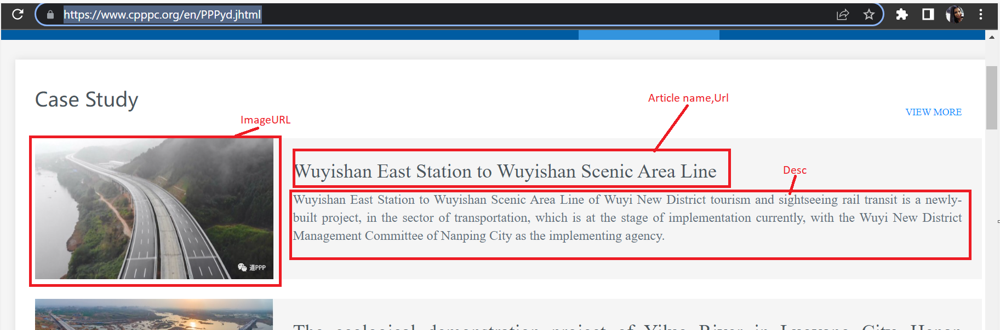 https://www.cpppc.org/en/PPPyd.jhtml
Case Study
Article name,Url
VIEW MORE
ImageURL
Wuyishan East Station to Wuyishan Scenic Area Line
Desc
Wuyishan East Station to Wuyishan Scenic Area Line of Wuyi New District tourism and sightseeing rail transit is a newly-
built project, in the sector of transportation, which is at the stage of implementation currently, with the Wuyi New District
Management Committee of Nanping City as the implementing agency.
道PPP
The ecological demonstration project of Yiluo River in Luoyang City, Henan